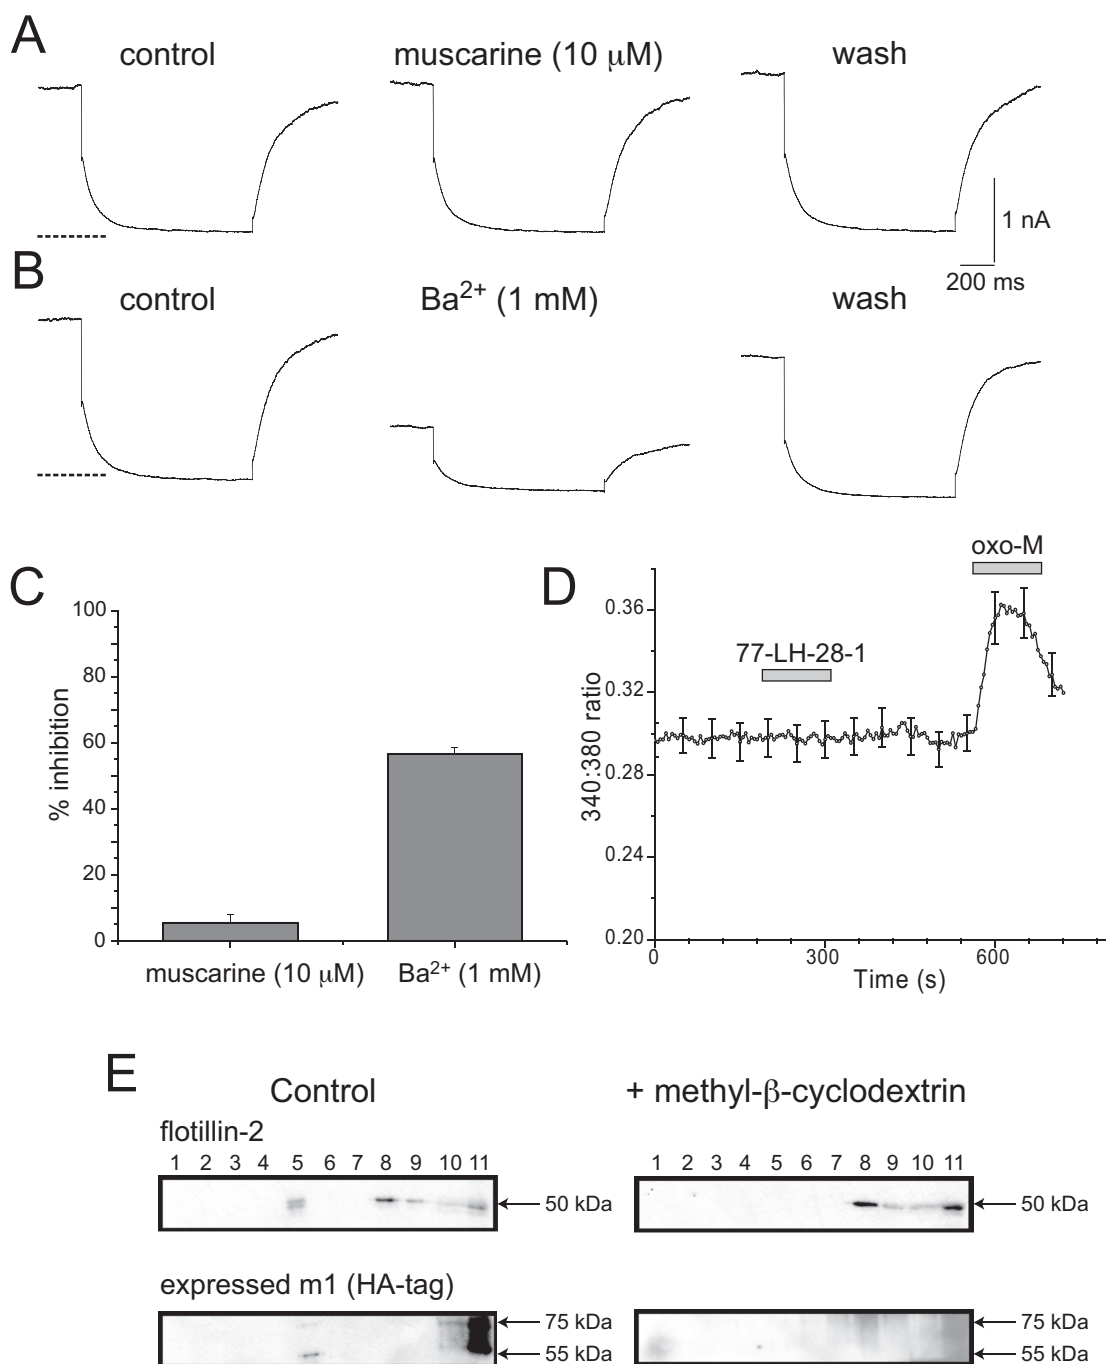 A
control
muscarine (10 μM)
wash
1 nA
200 ms
B
control
Ba²⁺ (1 mM)
wash
C
100
80
60
40
20
0
% inhibition
muscarine (10 μM)
Ba²⁺ (1 mM)
D
oxo-M
77-LH-28-1
0.36
0.32
0.28
0.24
0.20
340:380 ratio
0
300
600
Time (s)
E
Control
+ methyl-β-cyclodextrin
flotillin-2
1 2 3 4 5 6 7 8 9 10 11
50 kDa
1 2 3 4 5 6 7 8 9 10 11
50 kDa
expressed m1 (HA-tag)
75 kDa
55 kDa
75 kDa
55 kDa